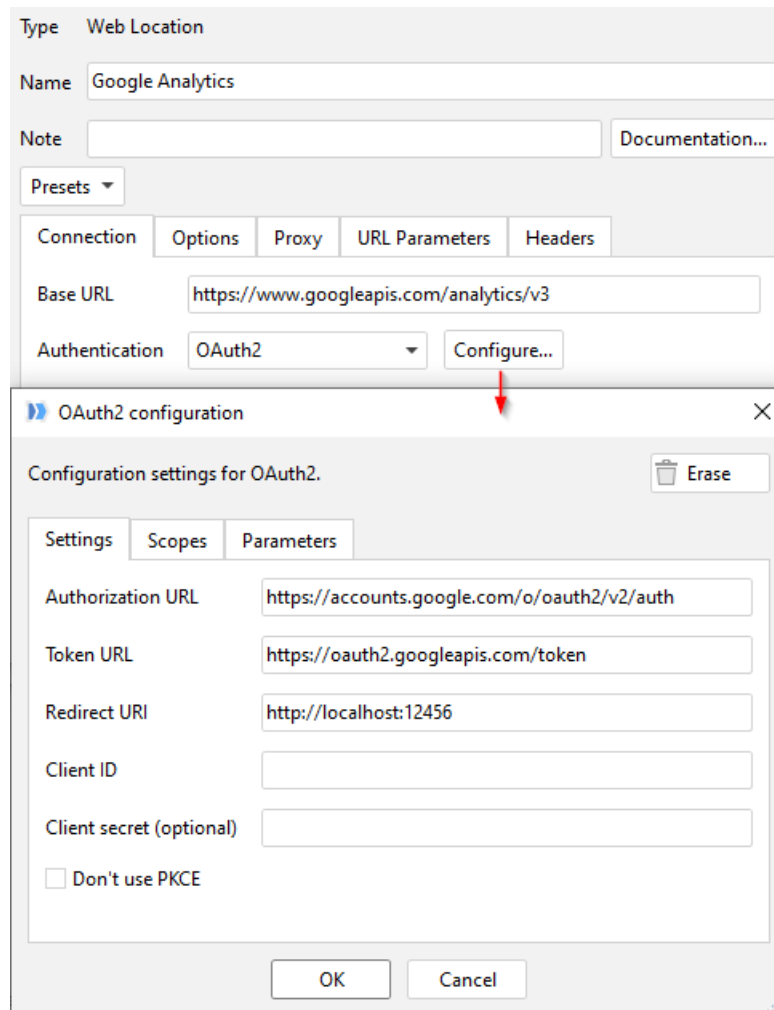 Type Web Location
Name Google Analytics
Note Documentation...
Presets
Connection Options Proxy URL Parameters Headers
Base URL https://www.googleapis.com/analytics/v3
Authentication OAuth2 Configure...
OAuth2 configuration
Configuration settings for OAuth2. Erase
Settings Scopes Parameters
Authorization URL https://accounts.google.com/o/oauth2/v2/auth
Token URL https://oauth2.googleapis.com/token
Redirect URI http://localhost:12456
Client ID
Client secret (optional)
Don't use PKCE
OK Cancel